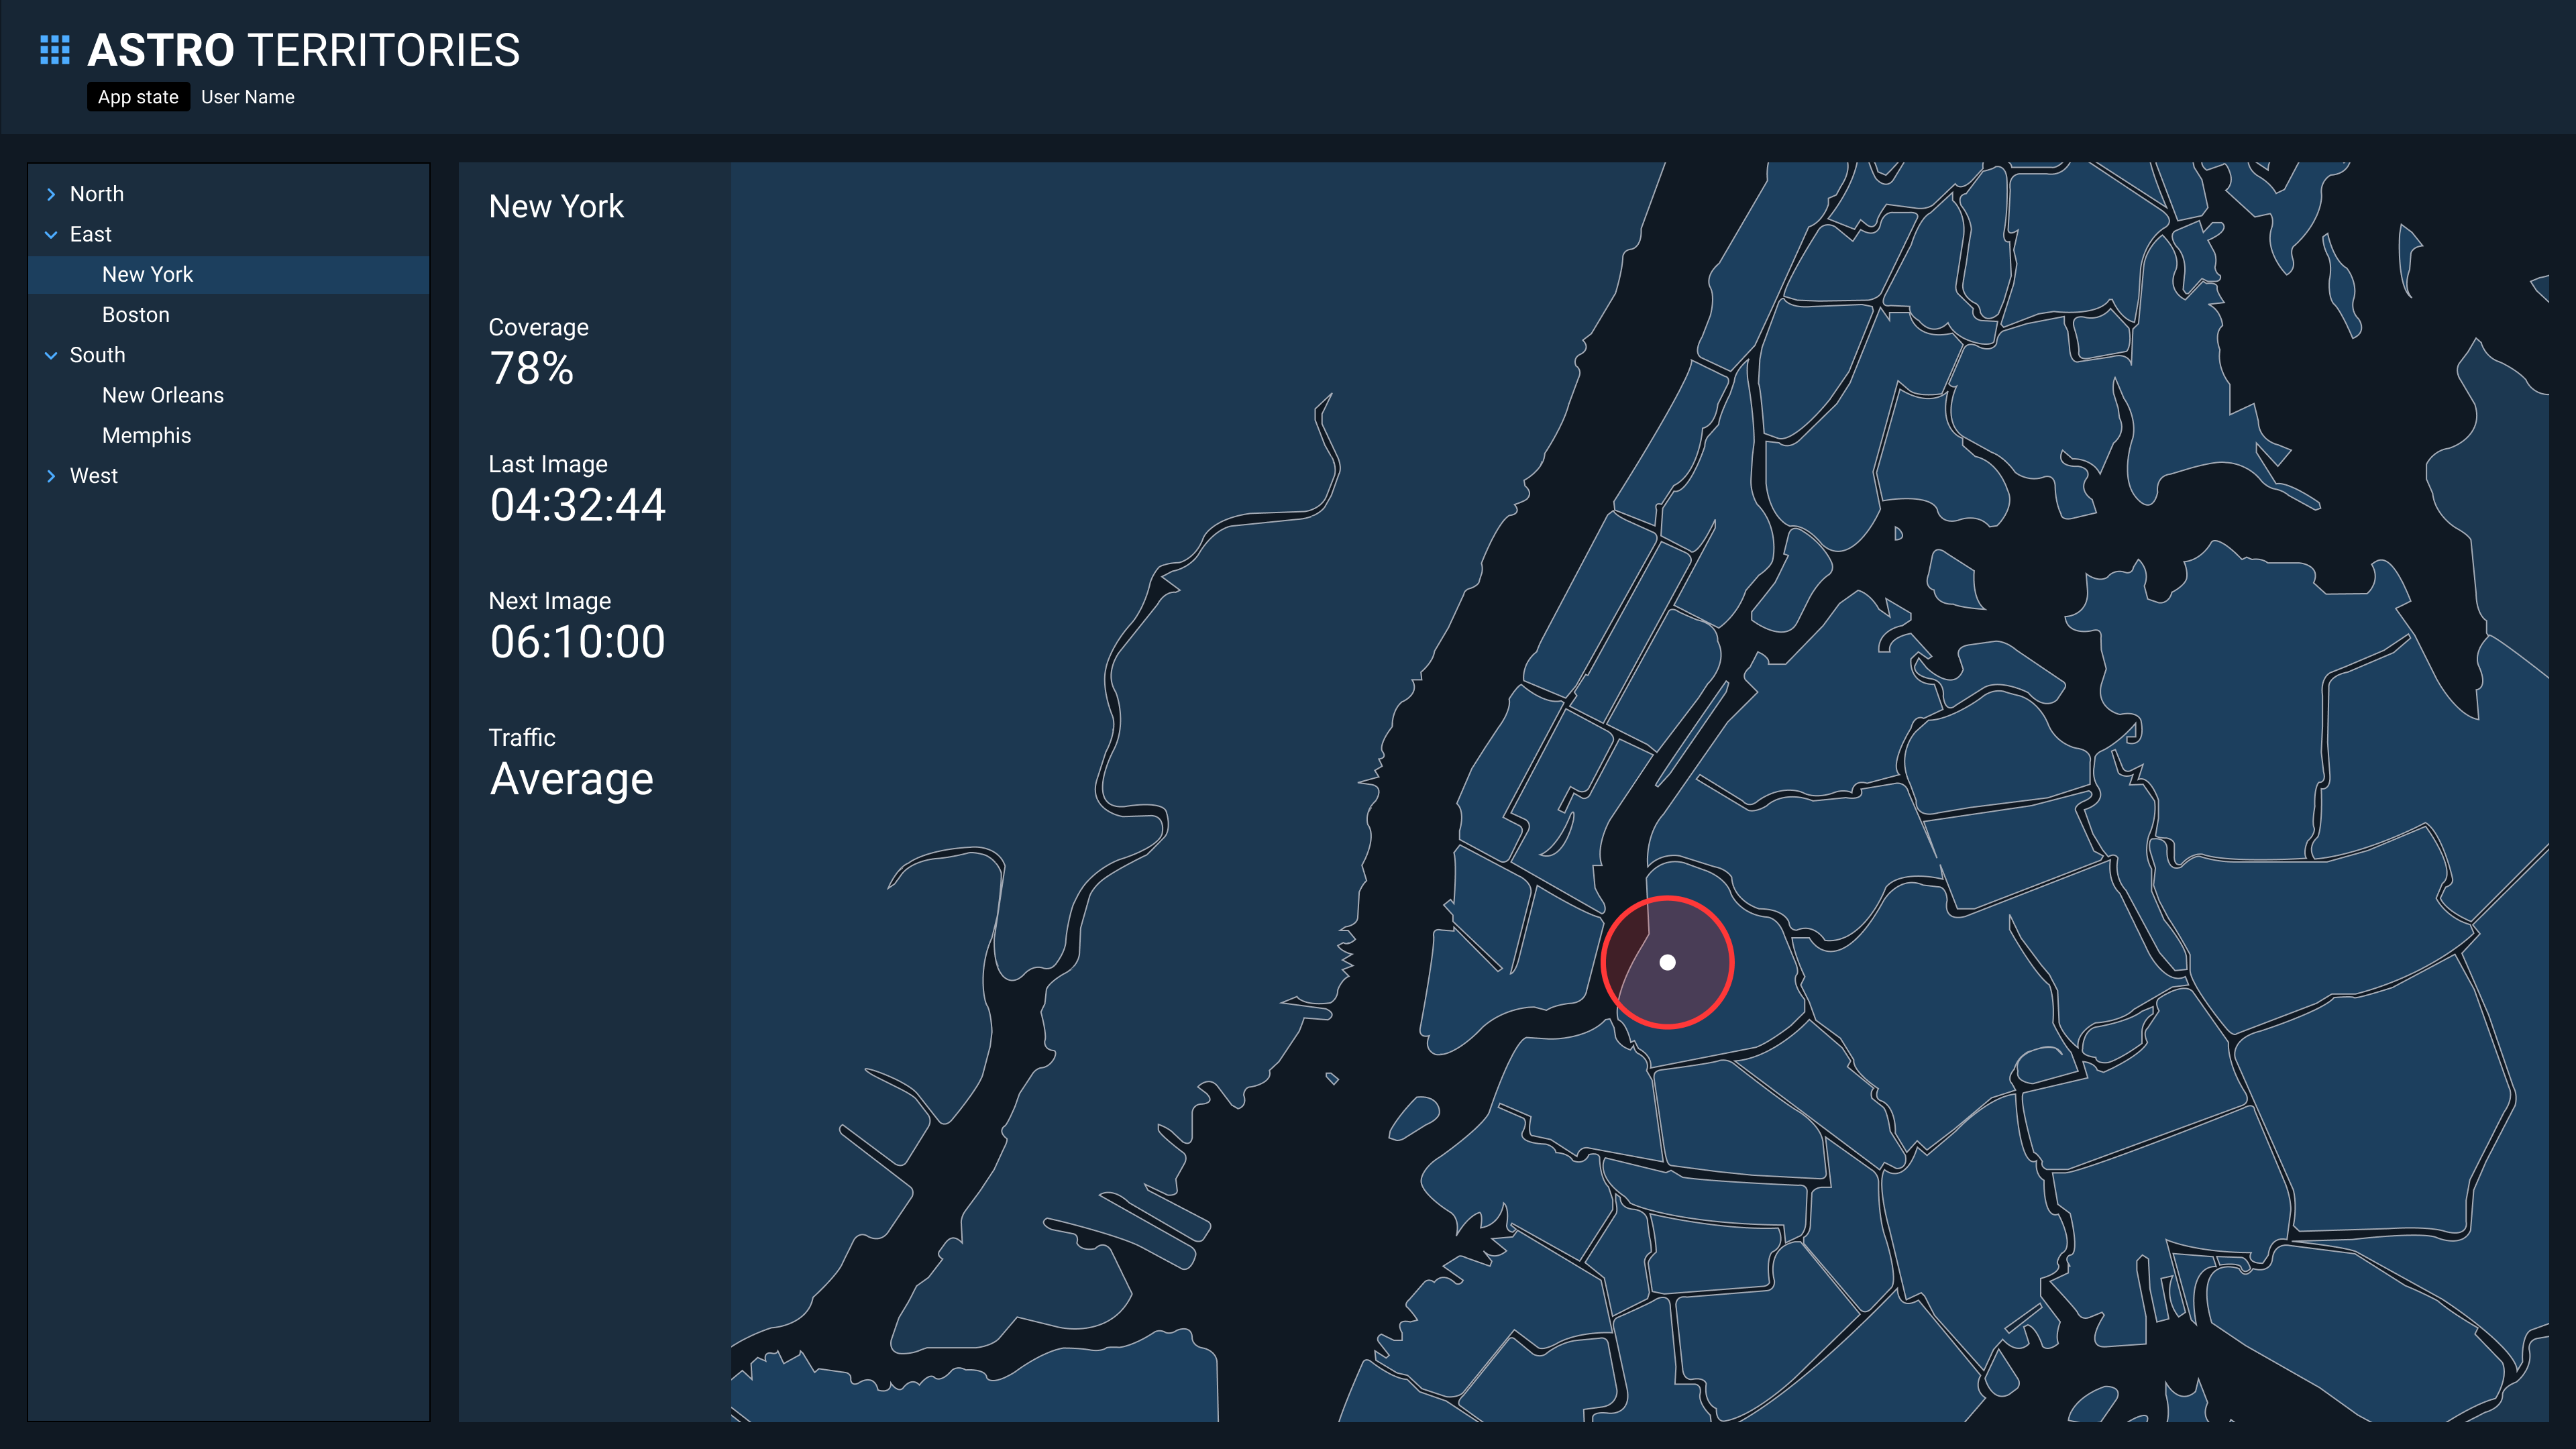 ASTRO TERRITORIES
App state User Name
North
East
New York
Boston
South
New Orleans
Memphis
West
New York
Coverage
78%
Last Image
04:32:44
Next Image
06:10:00
Traffic
Average